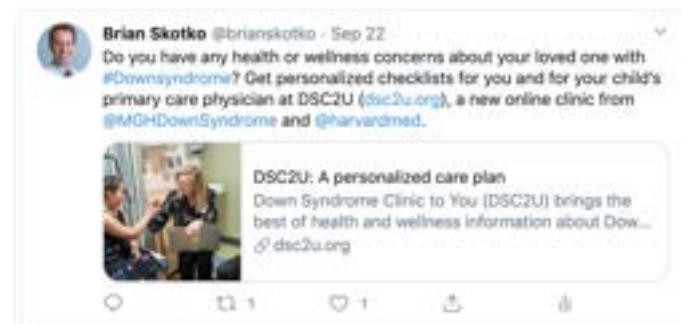 Brian Skotko @brianskotko · Sep 22
Do you have any health or wellness concerns about your loved one with
#Downsyndrome? Get personalized checklists for you and for your child's
primary care physician at DSC2U (dsc2u.org), a new online clinic from
@MGHDownSyndrome and @harvardmed.
DSC2U: A personalized care plan
Down Syndrome Clinic to You (DSC2U) brings the
best of health and wellness information about Dow...
dsc2u.org
1 1